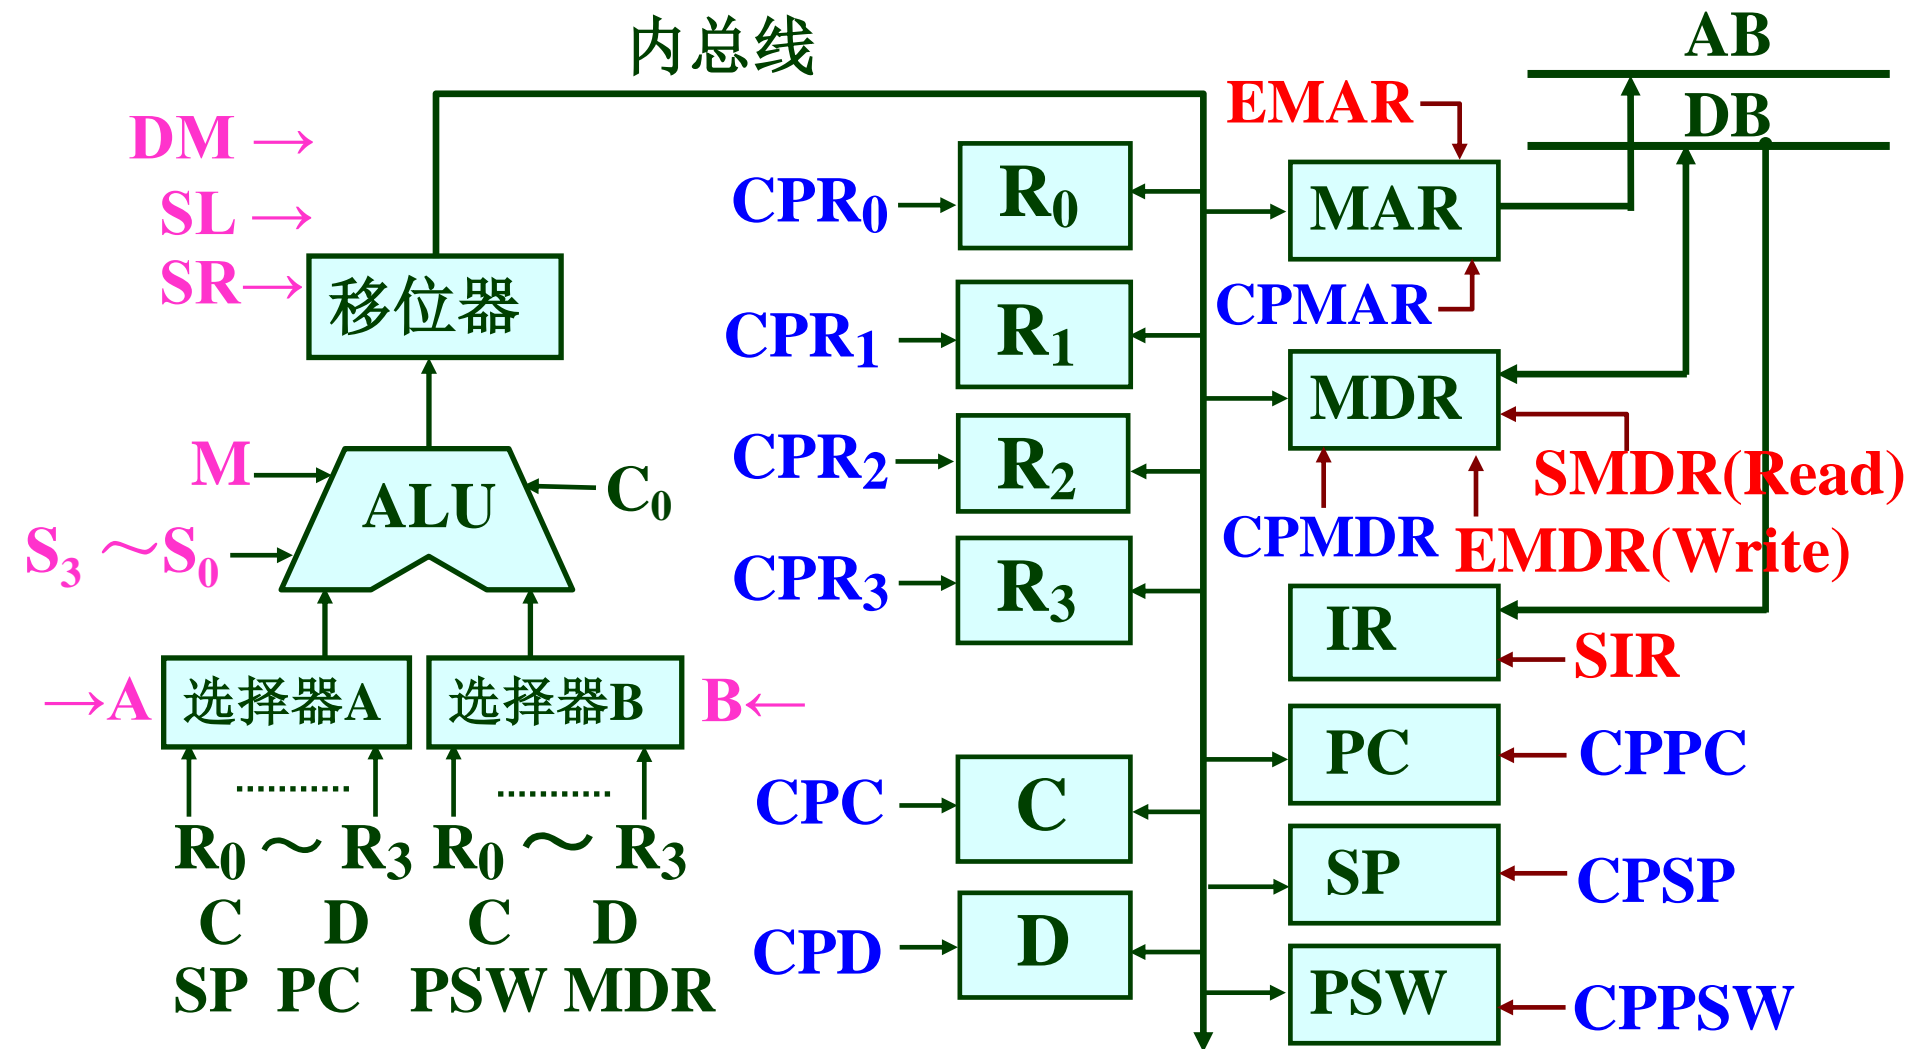 内总线
AB
DB
EMAR
DM →
SL →
SR→
移位器
CPR0
R0
MAR
CPMAR
CPR1
R1
MDR
M
ALU
C0
CPR2
R2
SMDR(Read)
CPMDR
EMDR(Write)
S3 ～S0
CPR3
R3
IR
SIR
→A
选择器A
选择器B
B←
PC
CPPC
CPC
C
R0 ～ R3
R0 ～ R3
SP
CPSP
C D
C D
CPD
D
SP PC
PSW MDR
PSW
CPPSW